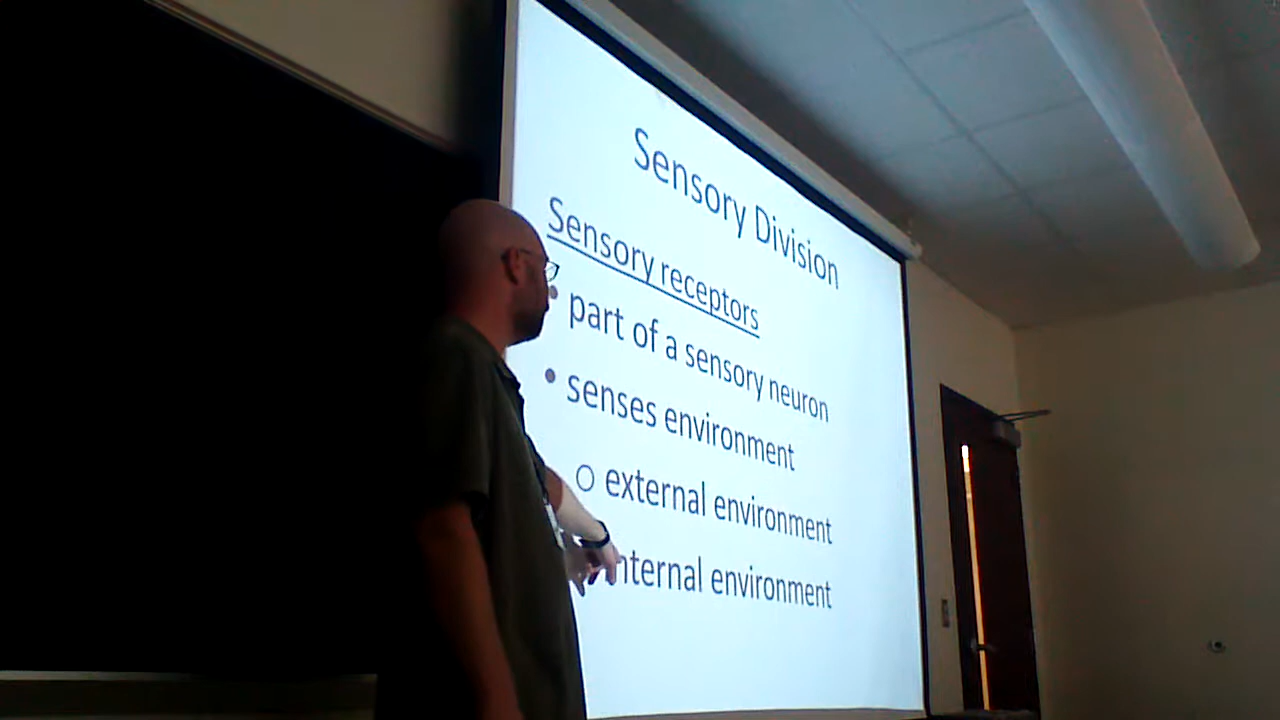 Sensory Division
Sensory receptors
• part of a sensory neuron
• senses environment
○ external environment
nternal environment